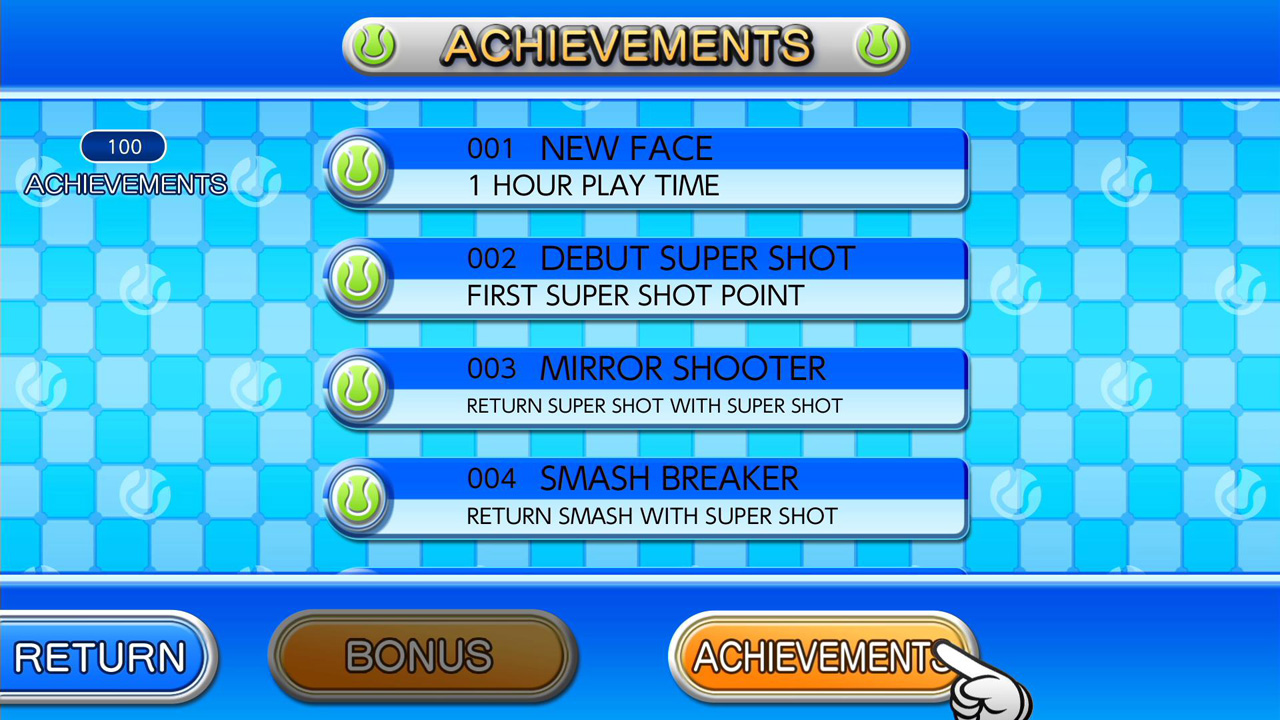 ACHIEVEMENTS
100
ACHIEVEMENTS
001 NEW FACE
1 HOUR PLAY TIME
002 DEBUT SUPER SHOT
FIRST SUPER SHOT POINT
003 MIRROR SHOOTER
RETURN SUPER SHOT WITH SUPER SHOT
004 SMASH BREAKER
RETURN SMASH WITH SUPER SHOT
RETURN
BONUS
ACHIEVEMENTS